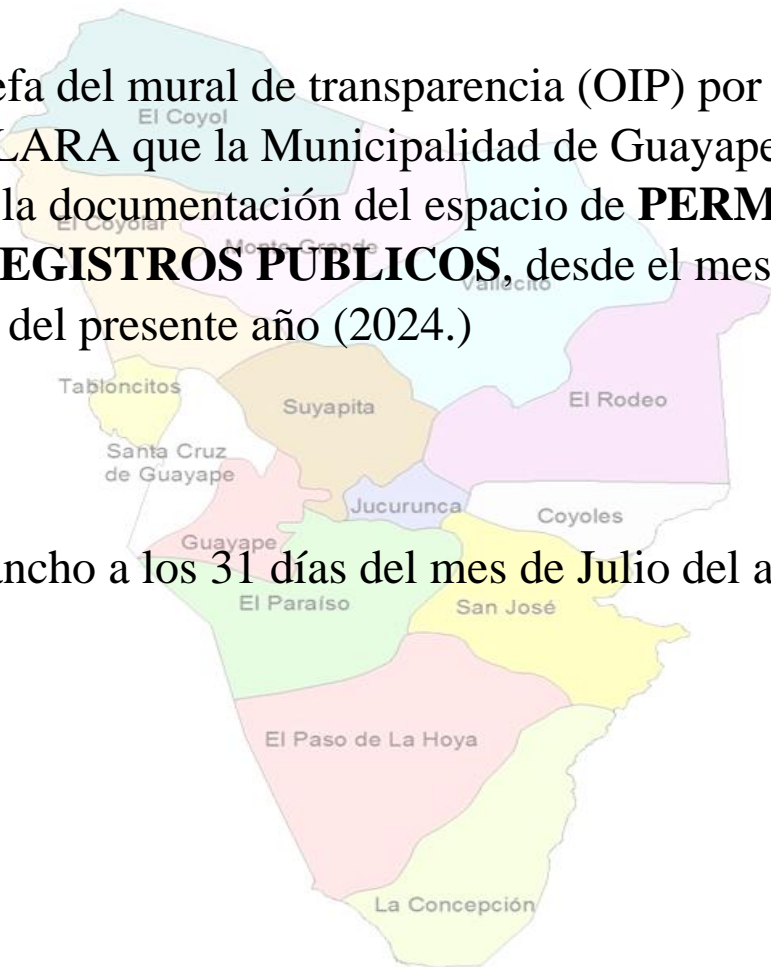 efa del mural de transparencia (OIP) por
El Coyol
LARA que la Municipalidad de Guayape
la documentación del espacio de PERM
El Coyolar
Monte Grande
EGISTROS PUBLICOS, desde el mes
Vallecito
del presente año (2024.)
Tabloncitos
Suyapita
El Rodeo
Santa Cruz
de Guayape
Jucurunca
Coyoles
Guayape
ancho a los 31 días del mes de Julio del a
El Paraíso
San José
El Paso de La Hoya
La Concepción